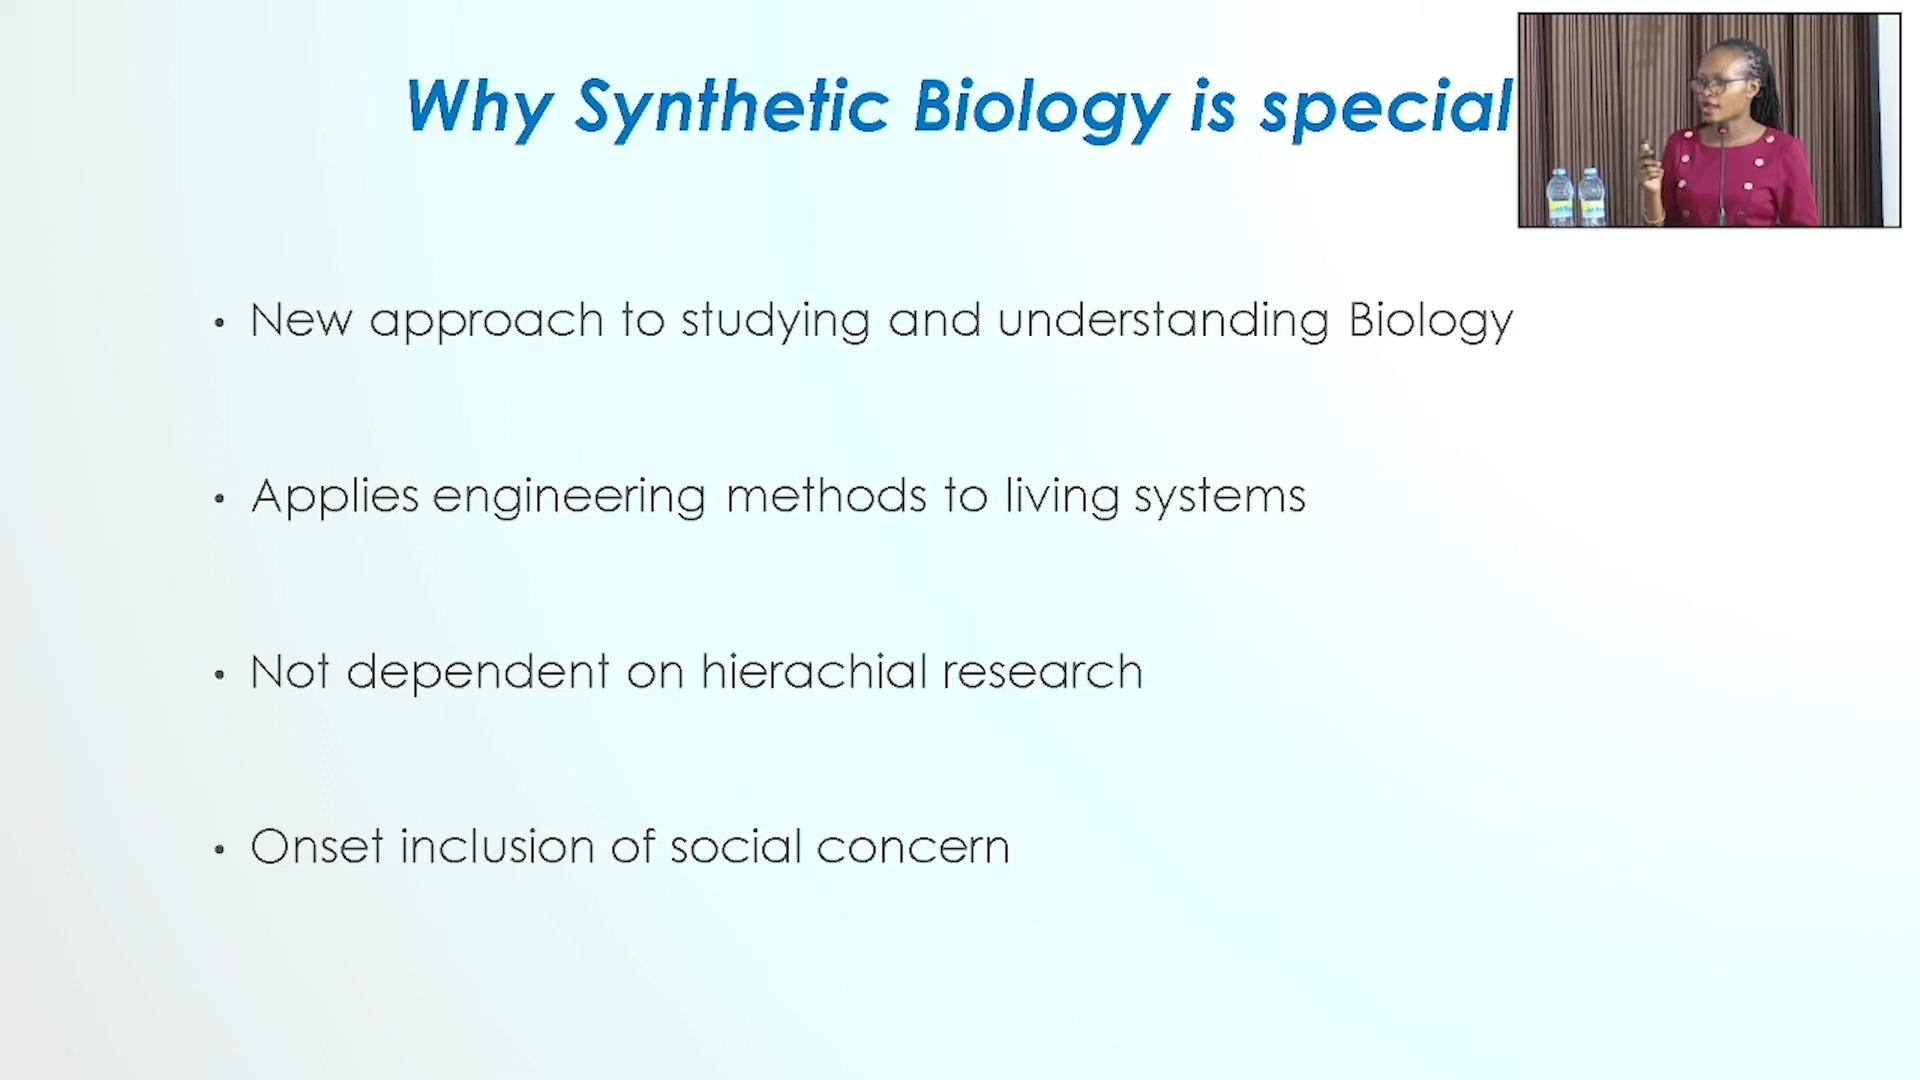 Why Synthetic Biology is special
• New approach to studying and understanding Biology
• Applies engineering methods to living systems
• Not dependent on hierachial research
• Onset inclusion of social concern